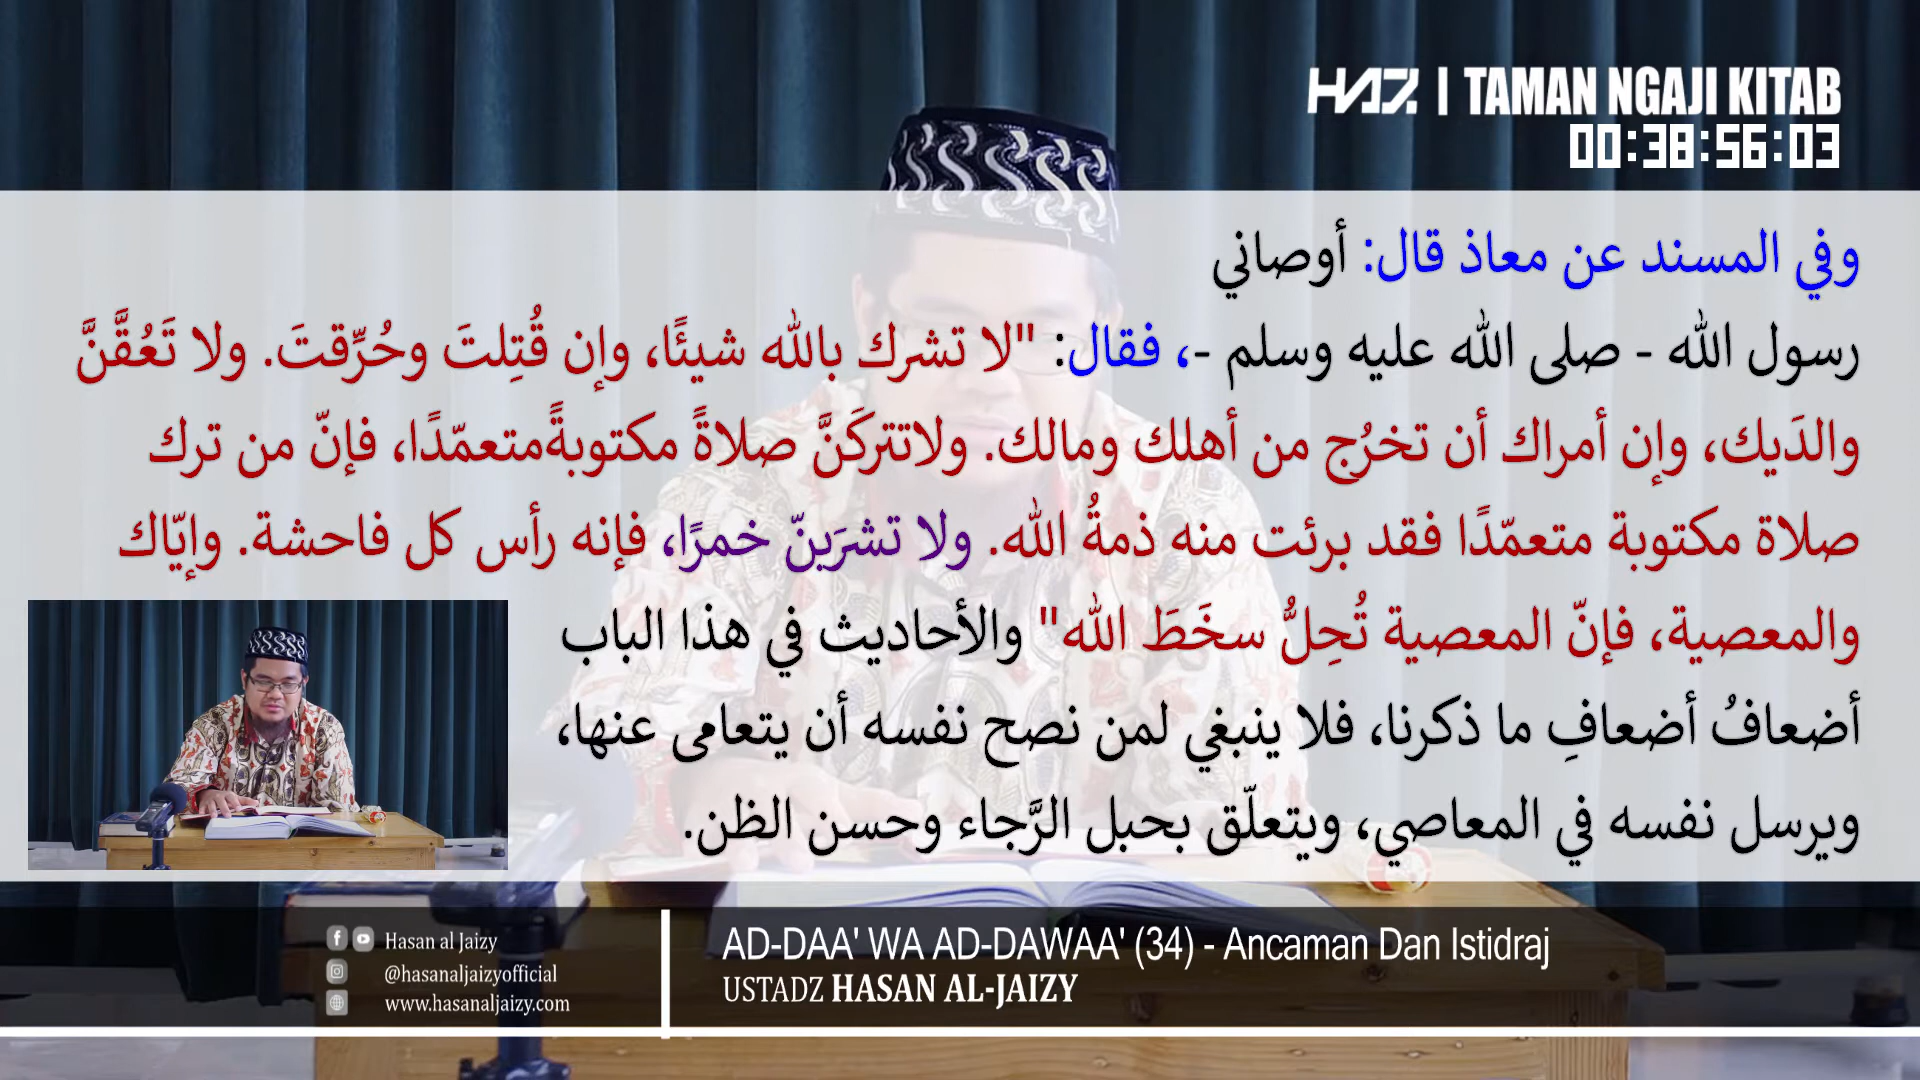 HAZ | TAMAN NGAJI KITAB
00:38:56:03
وفي المسند عن معاذ قال: أوصاني
رسول الله - صلى الله عليه وسلم -، فقال: "لا تشرك بالله شيئًا، وإن قُتِلتَ وحُرِّقتَ. ولا تَعُقَّنَّ
والدَيك، وإن أمراك أن تخرُج من أهلك ومالك. ولاتتركَنَّ صلاةً مكتوبةًمتعمّدًا، فإنّ من ترك
صلاة مكتوبة متعمّدًا فقد برئت منه ذمةُ الله. ولا تشرَبنّ خمرًا، فإنه رأس كل فاحشة. وإيّاك
والمعصية، فإنّ المعصية تُحِلُّ سخَطَ الله" والأحاديث في هذا الباب
أضعافُ أضعافِ ما ذكرنا، فلا ينبغي لمن نصح نفسه أن يتعامى عنها،
ويرسل نفسه في المعاصي، ويتعلّق بحبل الرَّجاء وحسن الظن.
Hasan al Jaizy
@hasanaljaizyofficial
www.hasanaljaizy.com
AD-DAA' WA AD-DAWAA' (34) - Ancaman Dan Istidraj
USTADZ HASAN AL-JAIZY